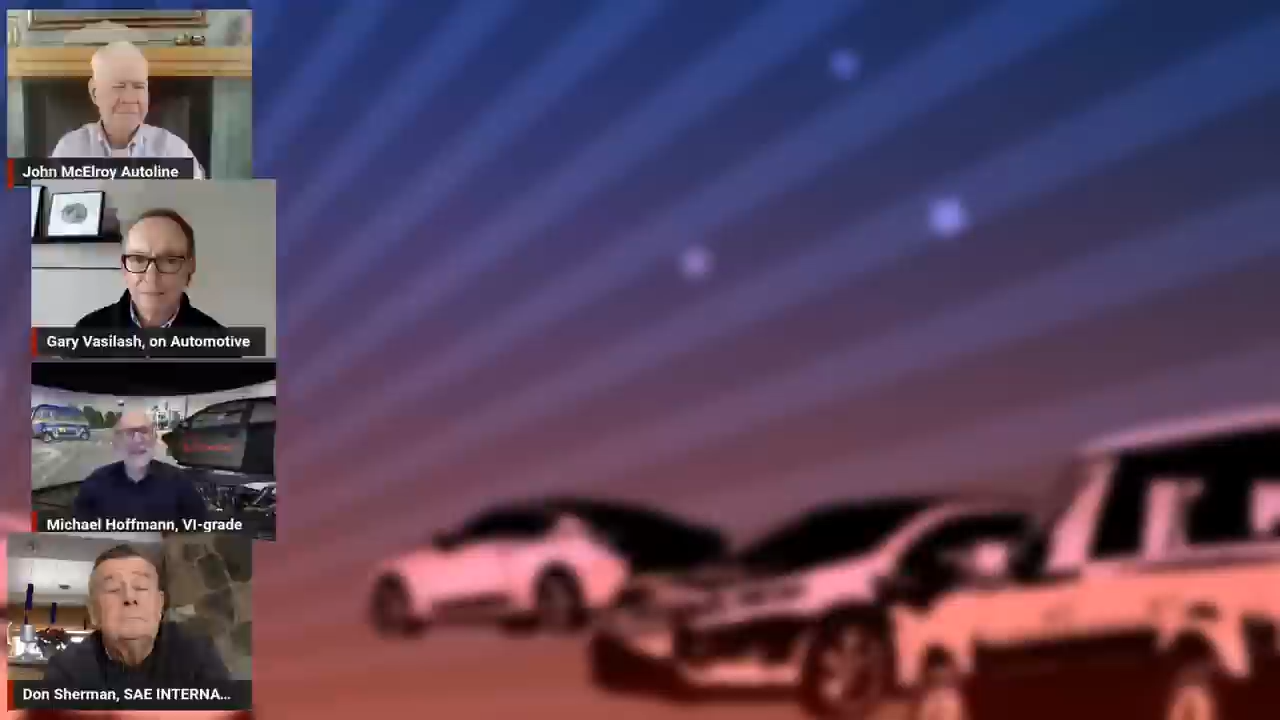 John McElroy Autoline
Gary Vasilash, on Automotive
Michael Hoffmann, VI-grade
Don Sherman, SAE INTERNA...